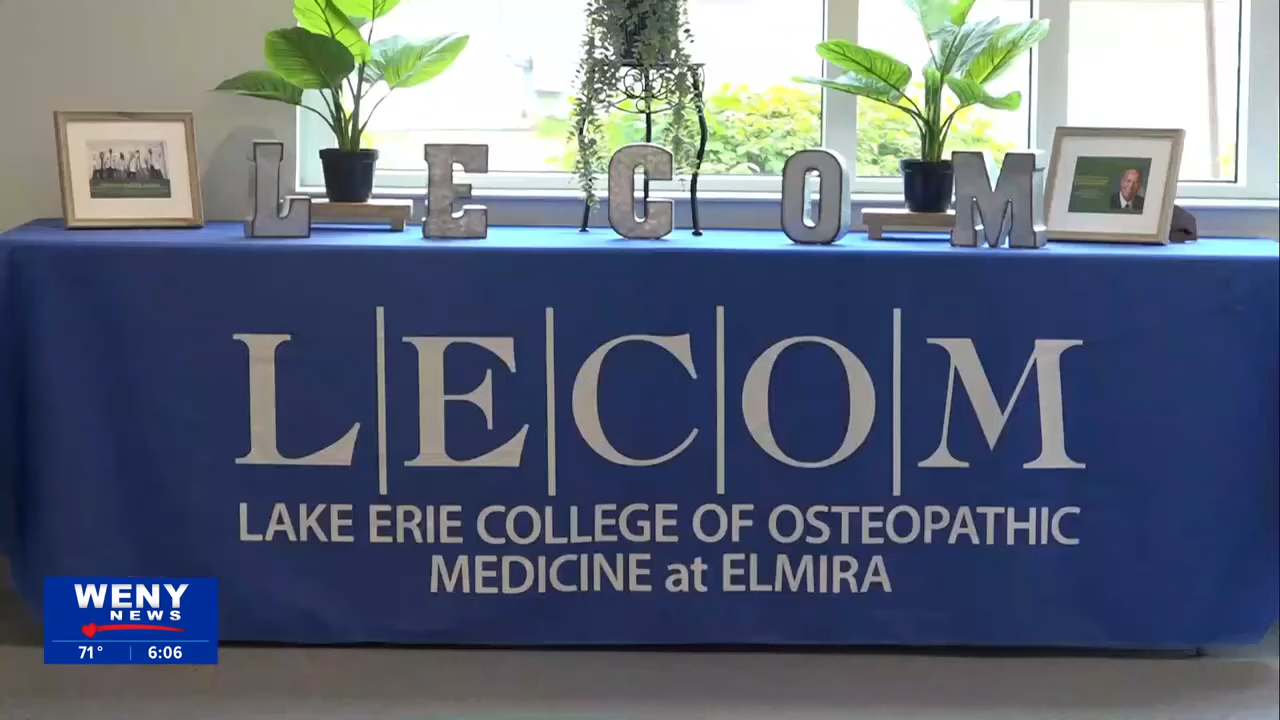 L E C O M
L|E|C|O|M
LAKE ERIE COLLEGE OF OSTEOPATHIC
MEDICINE at ELMIRA
WENY
NEWS
71° | 6:06